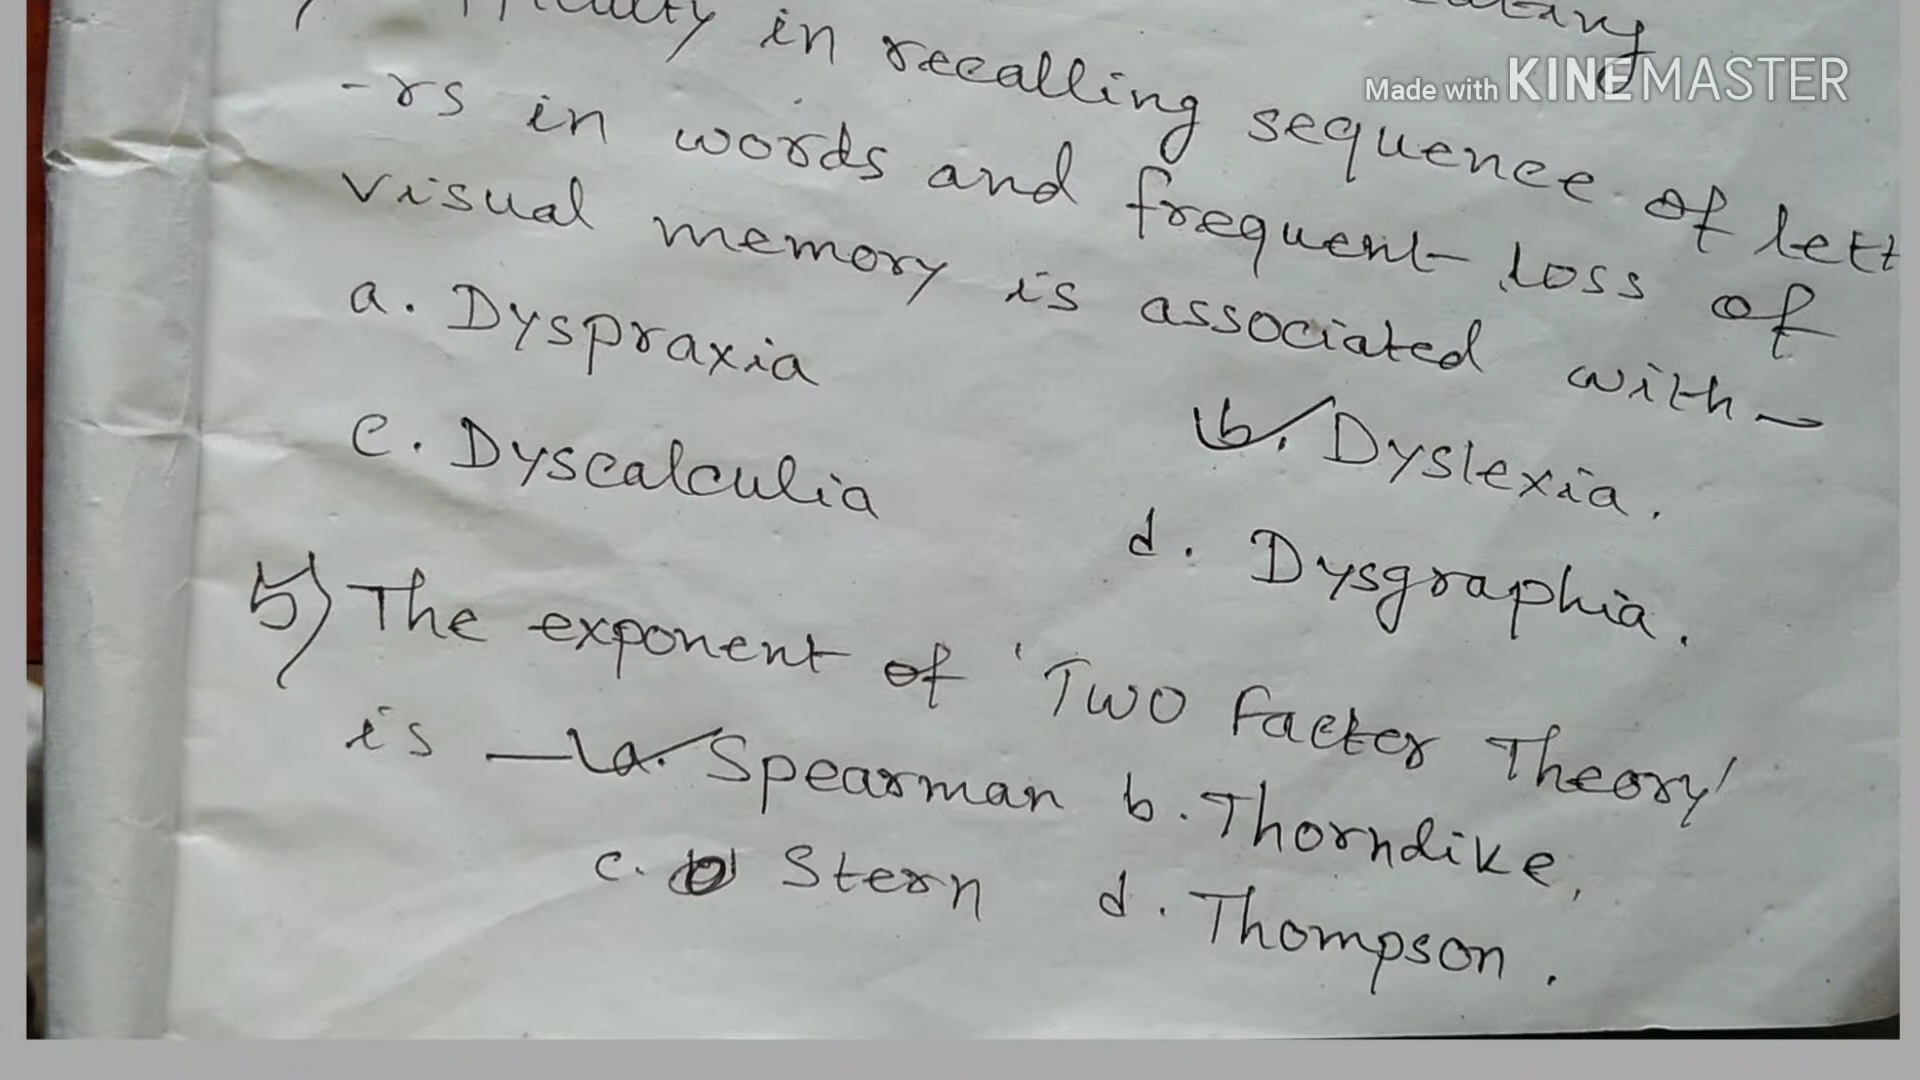 in recalling sequence of lett
-rs in words and frequent loss of
visual memory is associated with-
a. Dyspraxia b. Dyslexia.
c. Dyscalculia d. Dysgraphia.
5) The exponent of 'Two Factor Theory'
is — a. Spearman b. Thorndike,
c. Stern d. Thompson.
Made with KINEMASTER